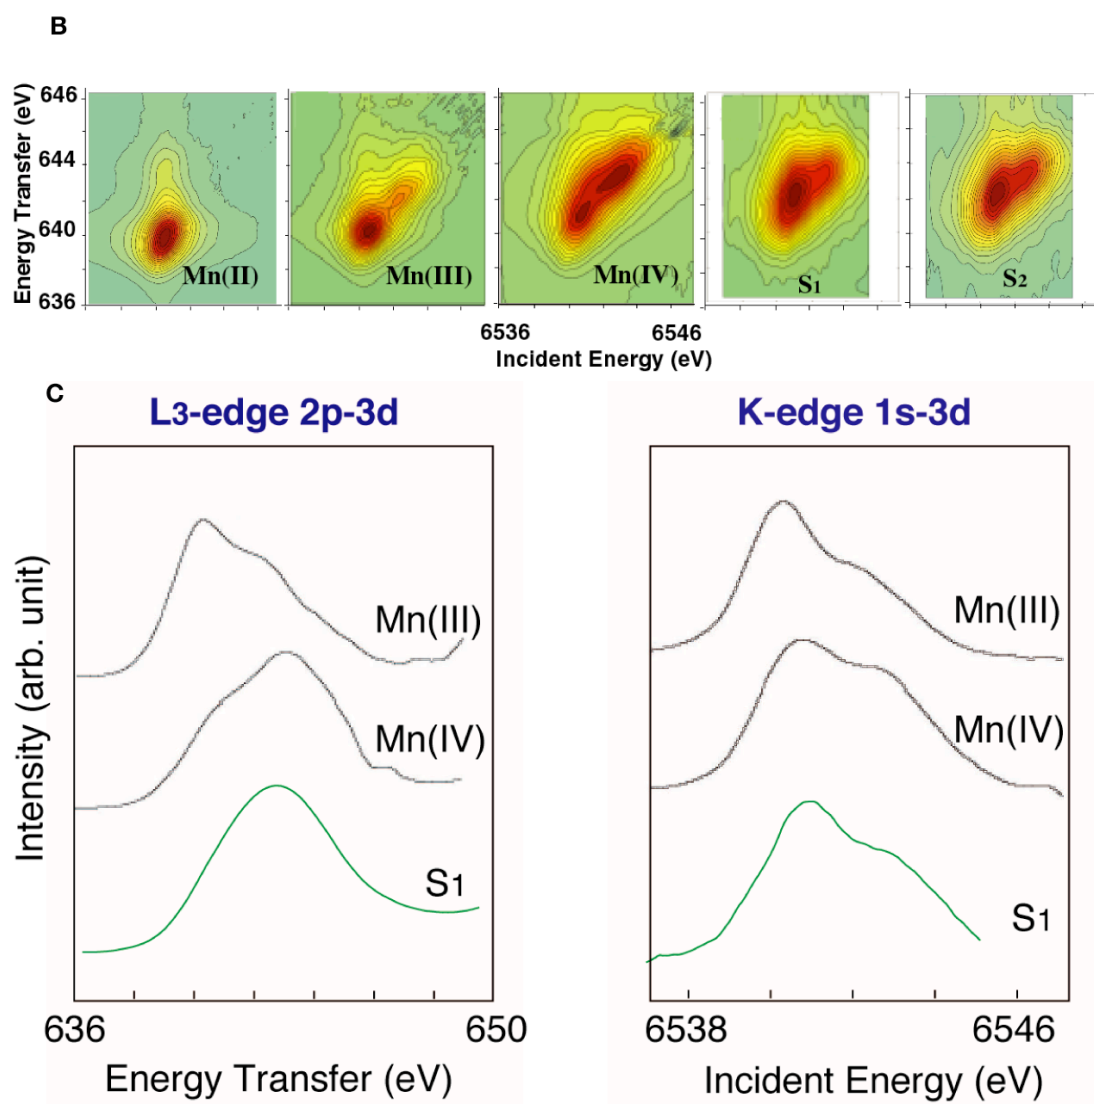 B
Energy Transfer (eV)
646
644
640
636
Mn(II)
Mn(III)
Mn(IV)
S1
S2
6536
6546
Incident Energy (eV)
C
L3-edge 2p-3d
K-edge 1s-3d
Intensity (arb. unit)
Mn(III)
Mn(IV)
S1
Mn(III)
Mn(IV)
S1
636
650
6538
6546
Energy Transfer (eV)
Incident Energy (eV)